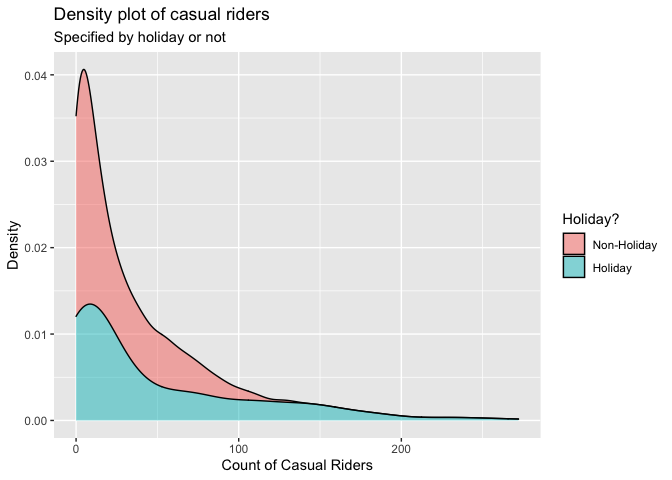 Density plot of casual riders
Specified by holiday or not
0.04
0.03
0.02
0.01
0.00
Density
0
100
200
Count of Casual Riders
Holiday?
Non-Holiday
Holiday